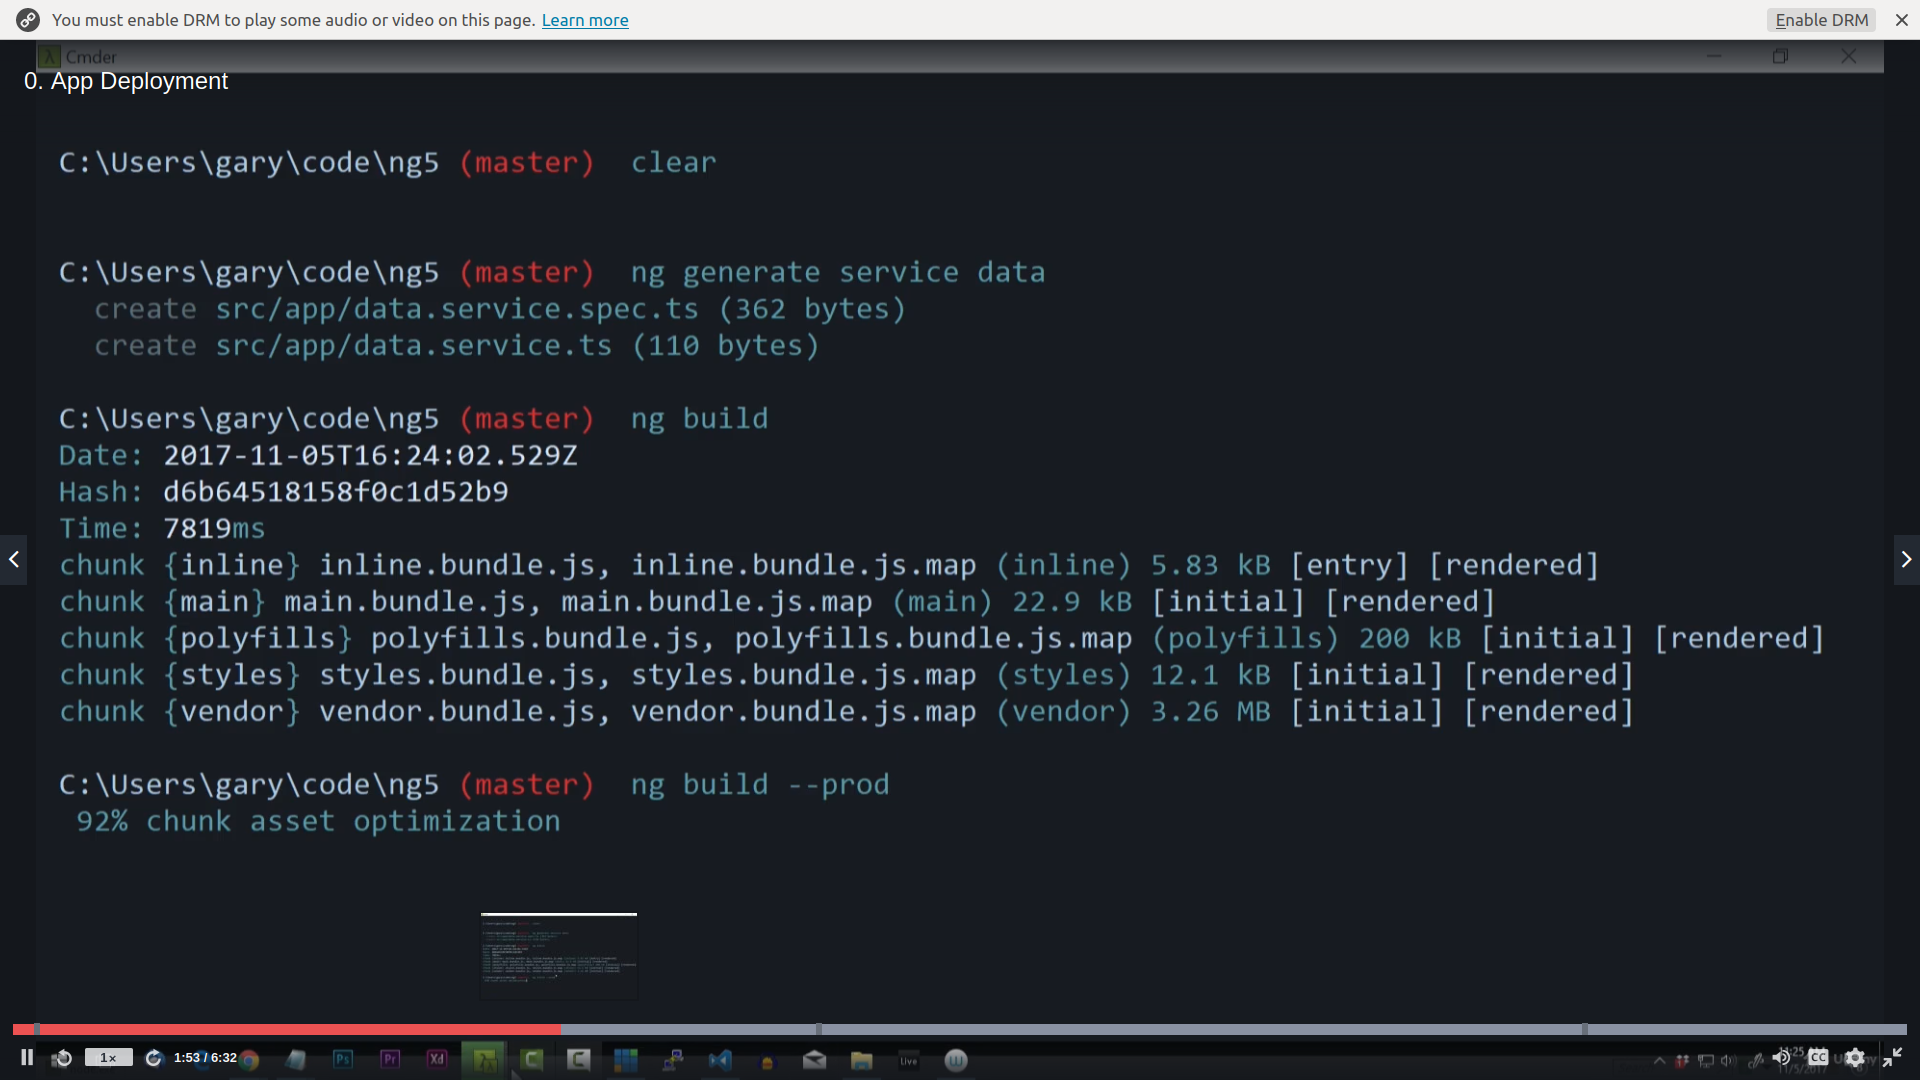 You must enable DRM to play some audio or video on this page. Learn more
Enable DRM
Cmder
0. App Deployment
C:\Users\gary\code\ng5 (master)  clear
C:\Users\gary\code\ng5 (master)  ng generate service data
create src/app/data.service.spec.ts (362 bytes)
create src/app/data.service.ts (110 bytes)
C:\Users\gary\code\ng5 (master)  ng build
Date: 2017-11-05T16:24:02.529Z
Hash: d6b64518158f0c1d52b9
Time: 7819ms
chunk {inline} inline.bundle.js, inline.bundle.js.map (inline) 5.83 kB [entry] [rendered]
chunk {main} main.bundle.js, main.bundle.js.map (main) 22.9 kB [initial] [rendered]
chunk {polyfills} polyfills.bundle.js, polyfills.bundle.js.map (polyfills) 200 kB [initial] [rendered]
chunk {styles} styles.bundle.js, styles.bundle.js.map (styles) 12.1 kB [initial] [rendered]
chunk {vendor} vendor.bundle.js, vendor.bundle.js.map (vendor) 3.26 MB [initial] [rendered]
C:\Users\gary\code\ng5 (master)  ng build --prod
92% chunk asset optimization
1×
1:53 / 6:32
Ps
Pr
Xd
Live
CC